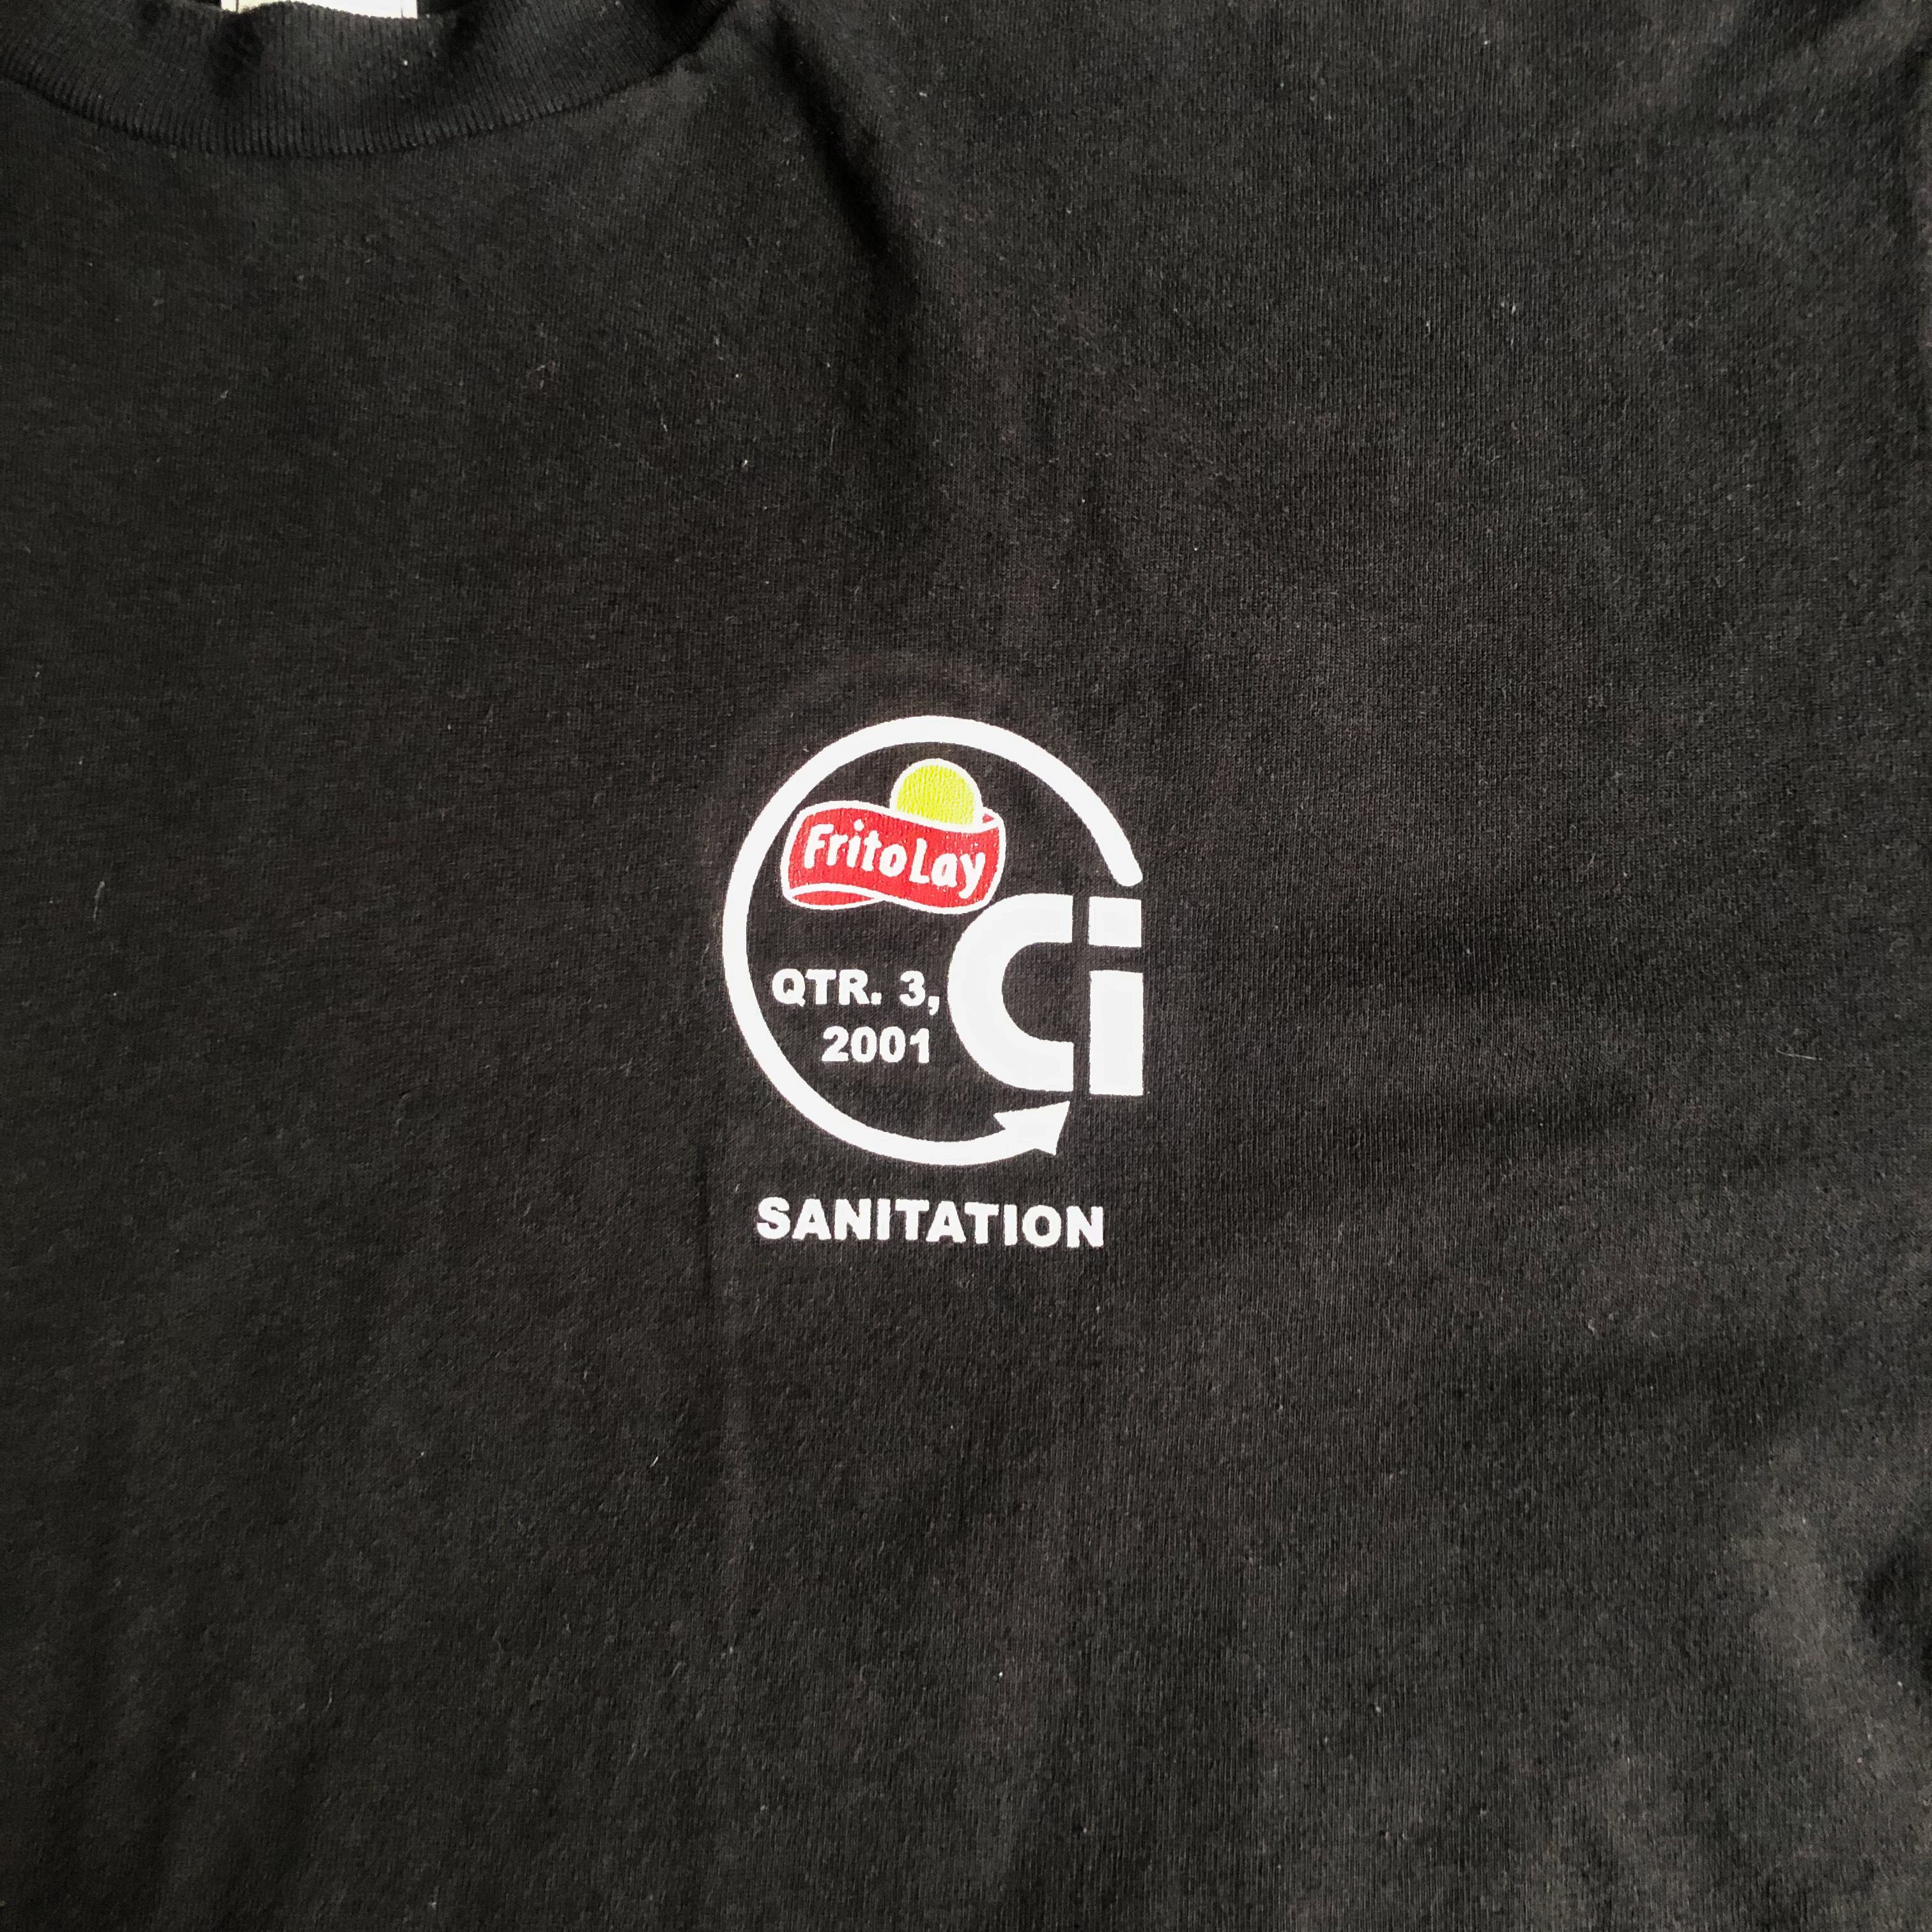 FritoLay
Ci
QTR. 3,
2001
SANITATION